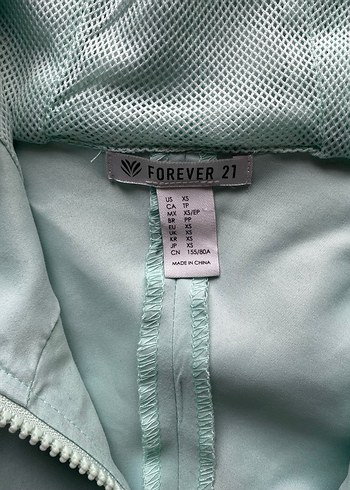 FOREVER 21
US XS
CA TP
MX XS/EP
BR PP
EU XS
UK XS
KR XS
JP XS
CN 155/80A
MADE IN CHINA